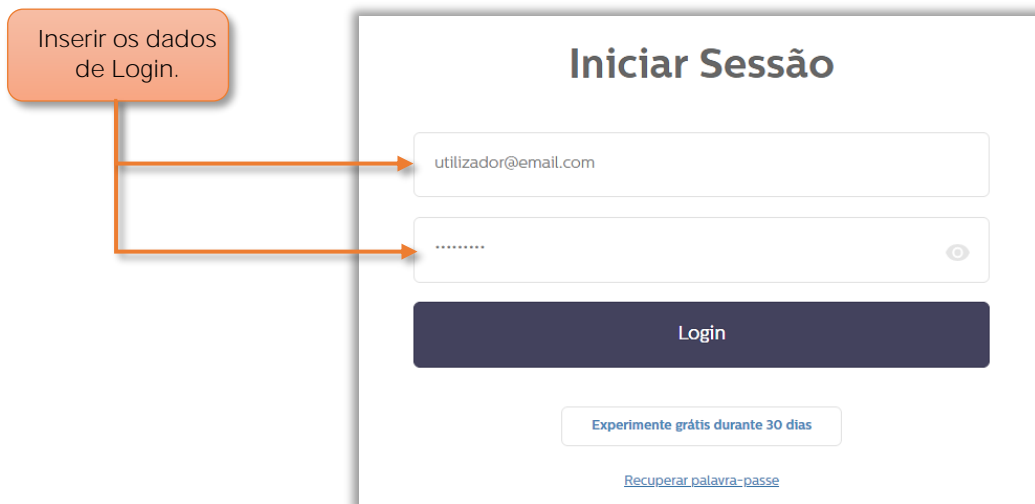 Inserir os dados
de Login.
Iniciar Sessão
utilizador@email.com
•••••••••
Login
Experimente grátis durante 30 dias
Recuperar palavra-passe